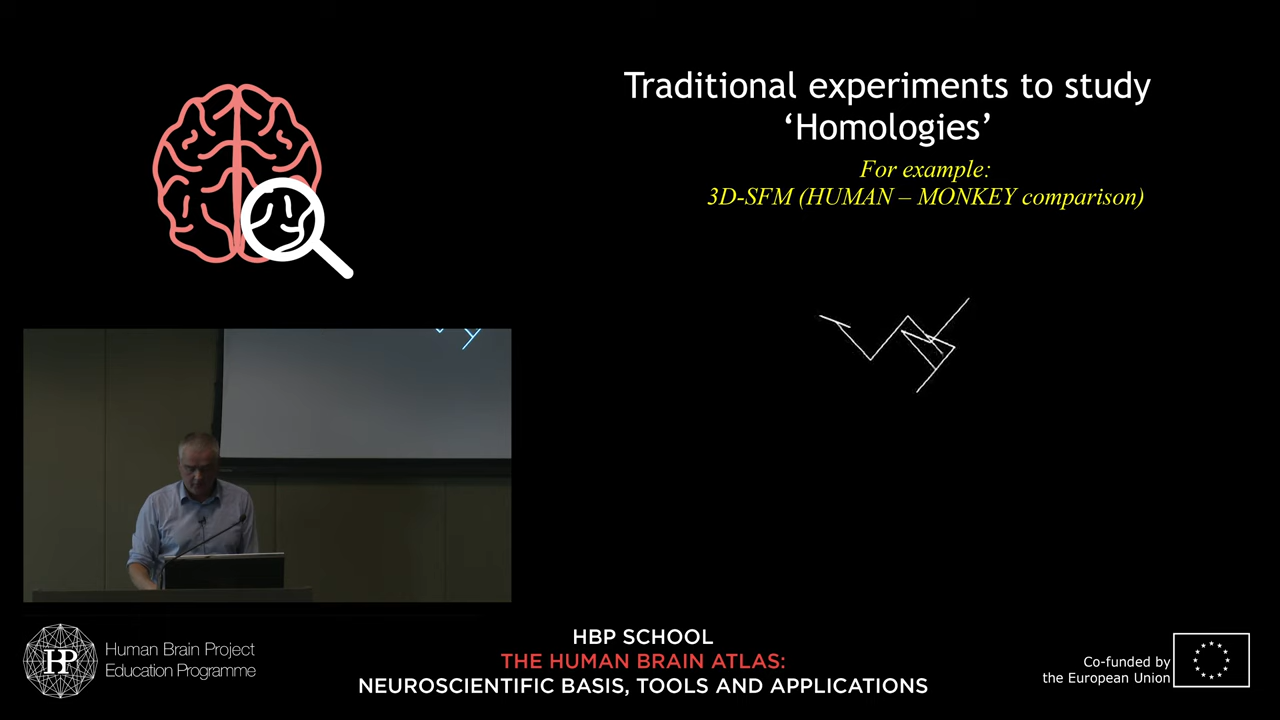 Traditional experiments to study
‘Homologies’
For example:
3D-SFM (HUMAN – MONKEY comparison)
HP
Human Brain Project
Education Programme
HBP SCHOOL
THE HUMAN BRAIN ATLAS:
NEUROSCIENTIFIC BASIS, TOOLS AND APPLICATIONS
Co-funded by
the European Union